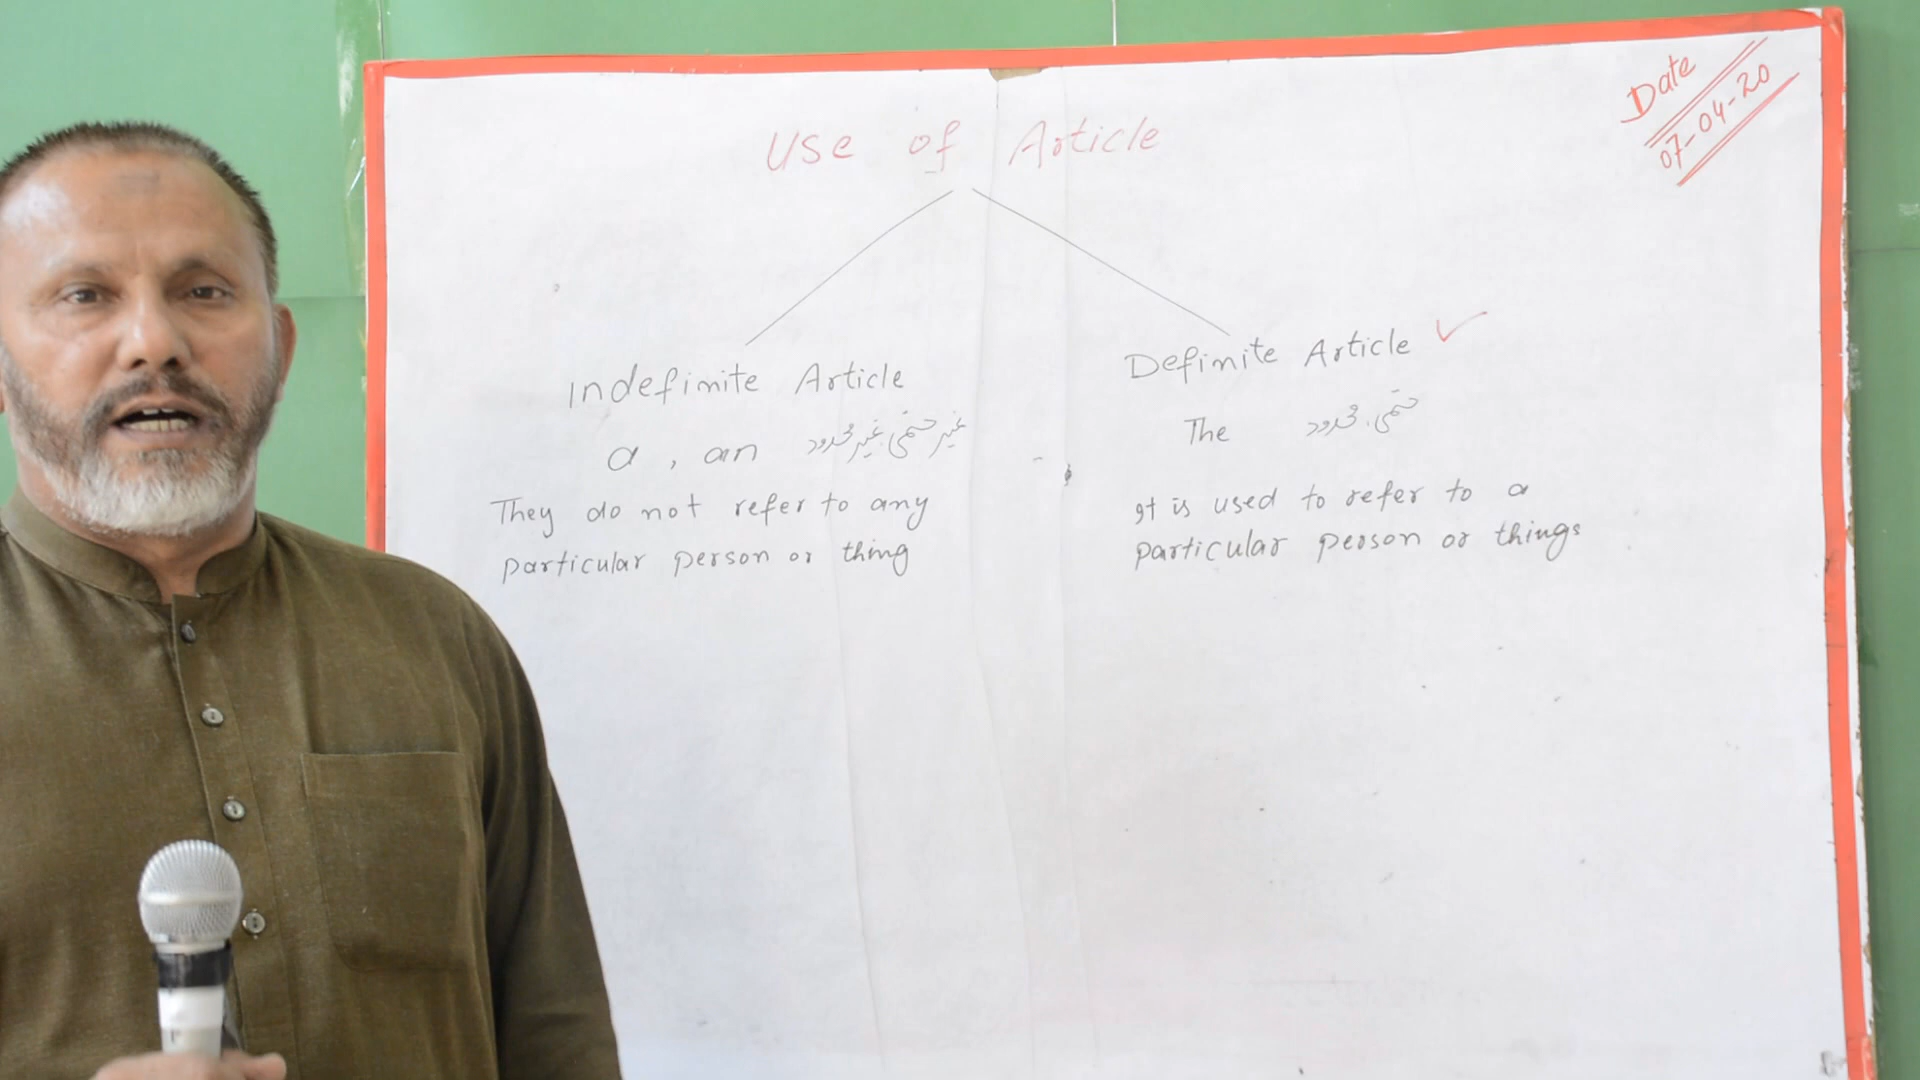 Use of Article
Date
07-04-20
Indefinite Article
a , an غیر حتمی، غیر محدود
They do not refer to any
particular person or thing
Definite Article ✓
The حتمی، محدود
It is used to refer to a
particular person or things